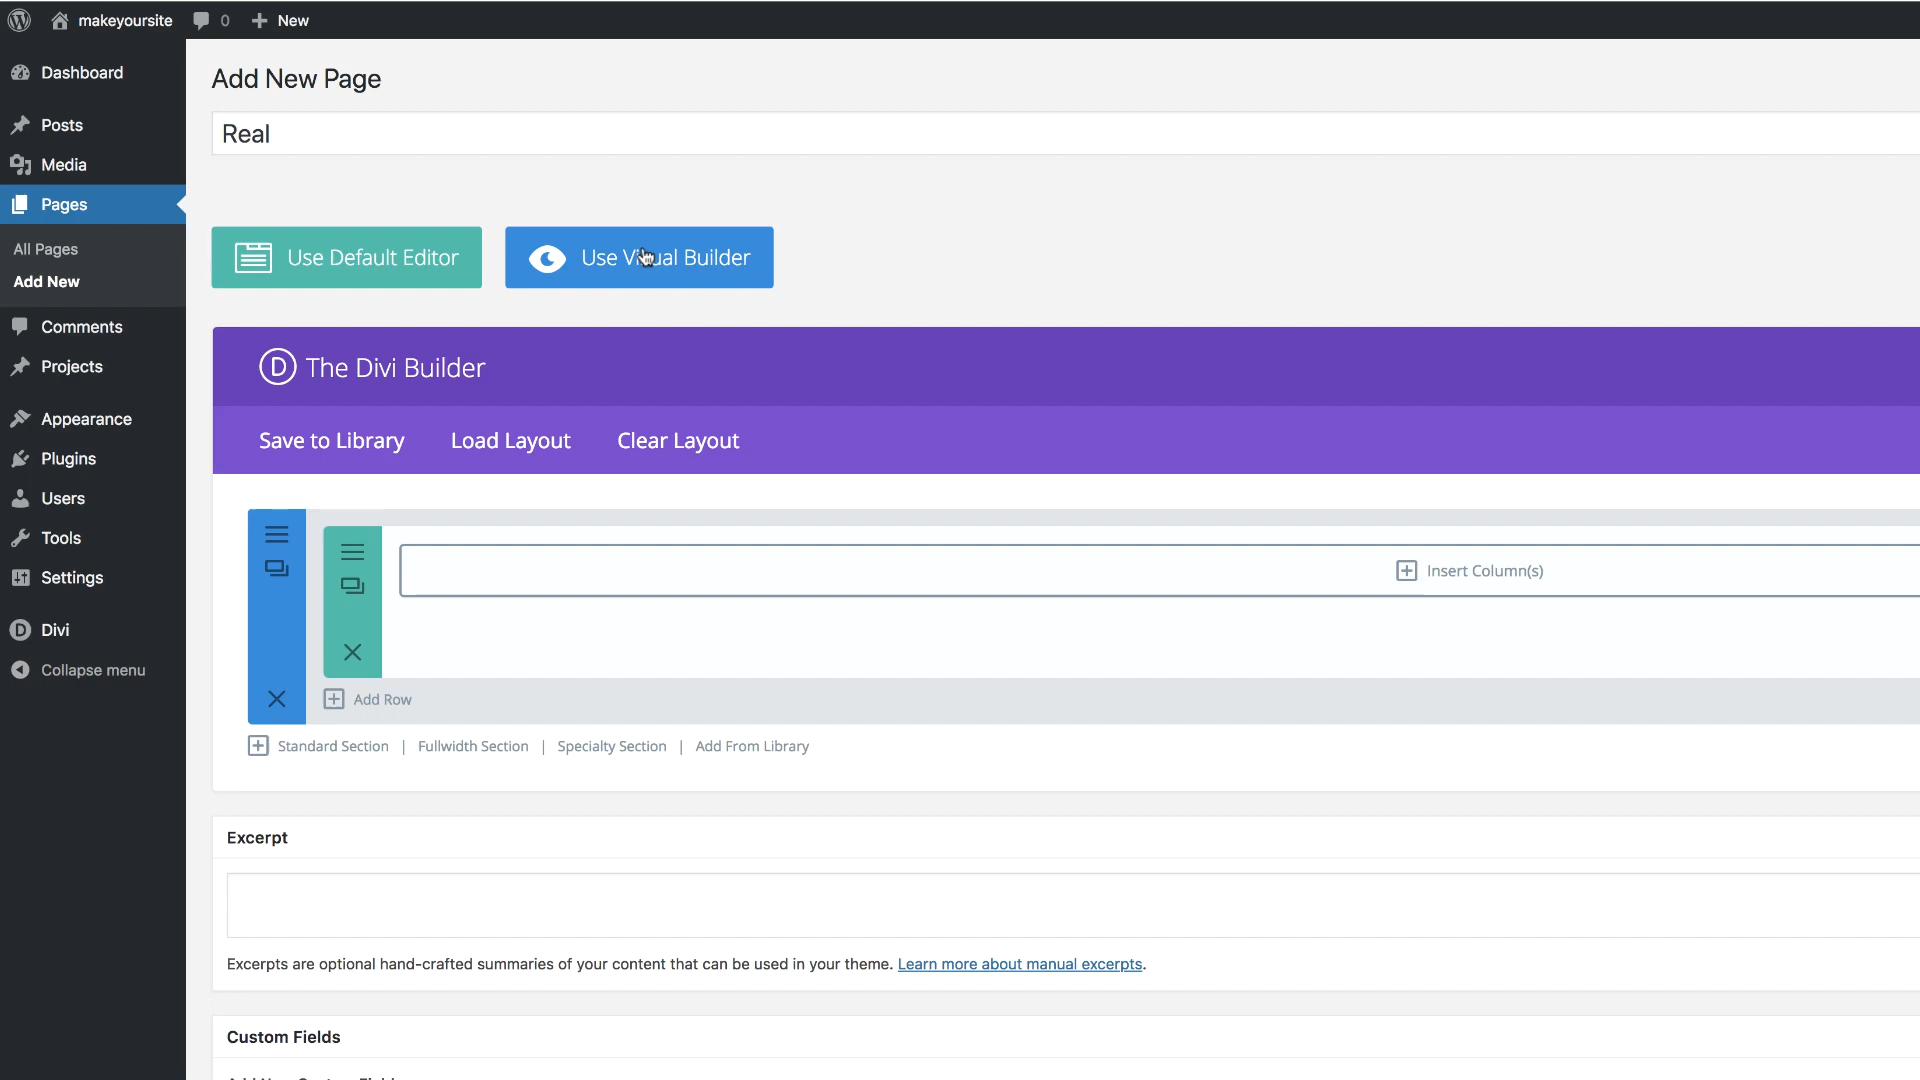 makeyoursite 0 New
Dashboard
Posts
Media
Pages
All Pages
Add New
Comments
Projects
Appearance
Plugins
Users
Tools
Settings
Divi
Collapse menu
Add New Page
Real
Use Default Editor
Use Visual Builder
The Divi Builder
Save to Library Load Layout Clear Layout
Insert Column(s)
Add Row
Standard Section | Fullwidth Section | Specialty Section | Add From Library
Excerpt
Excerpts are optional hand-crafted summaries of your content that can be used in your theme. Learn more about manual excerpts.
Custom Fields